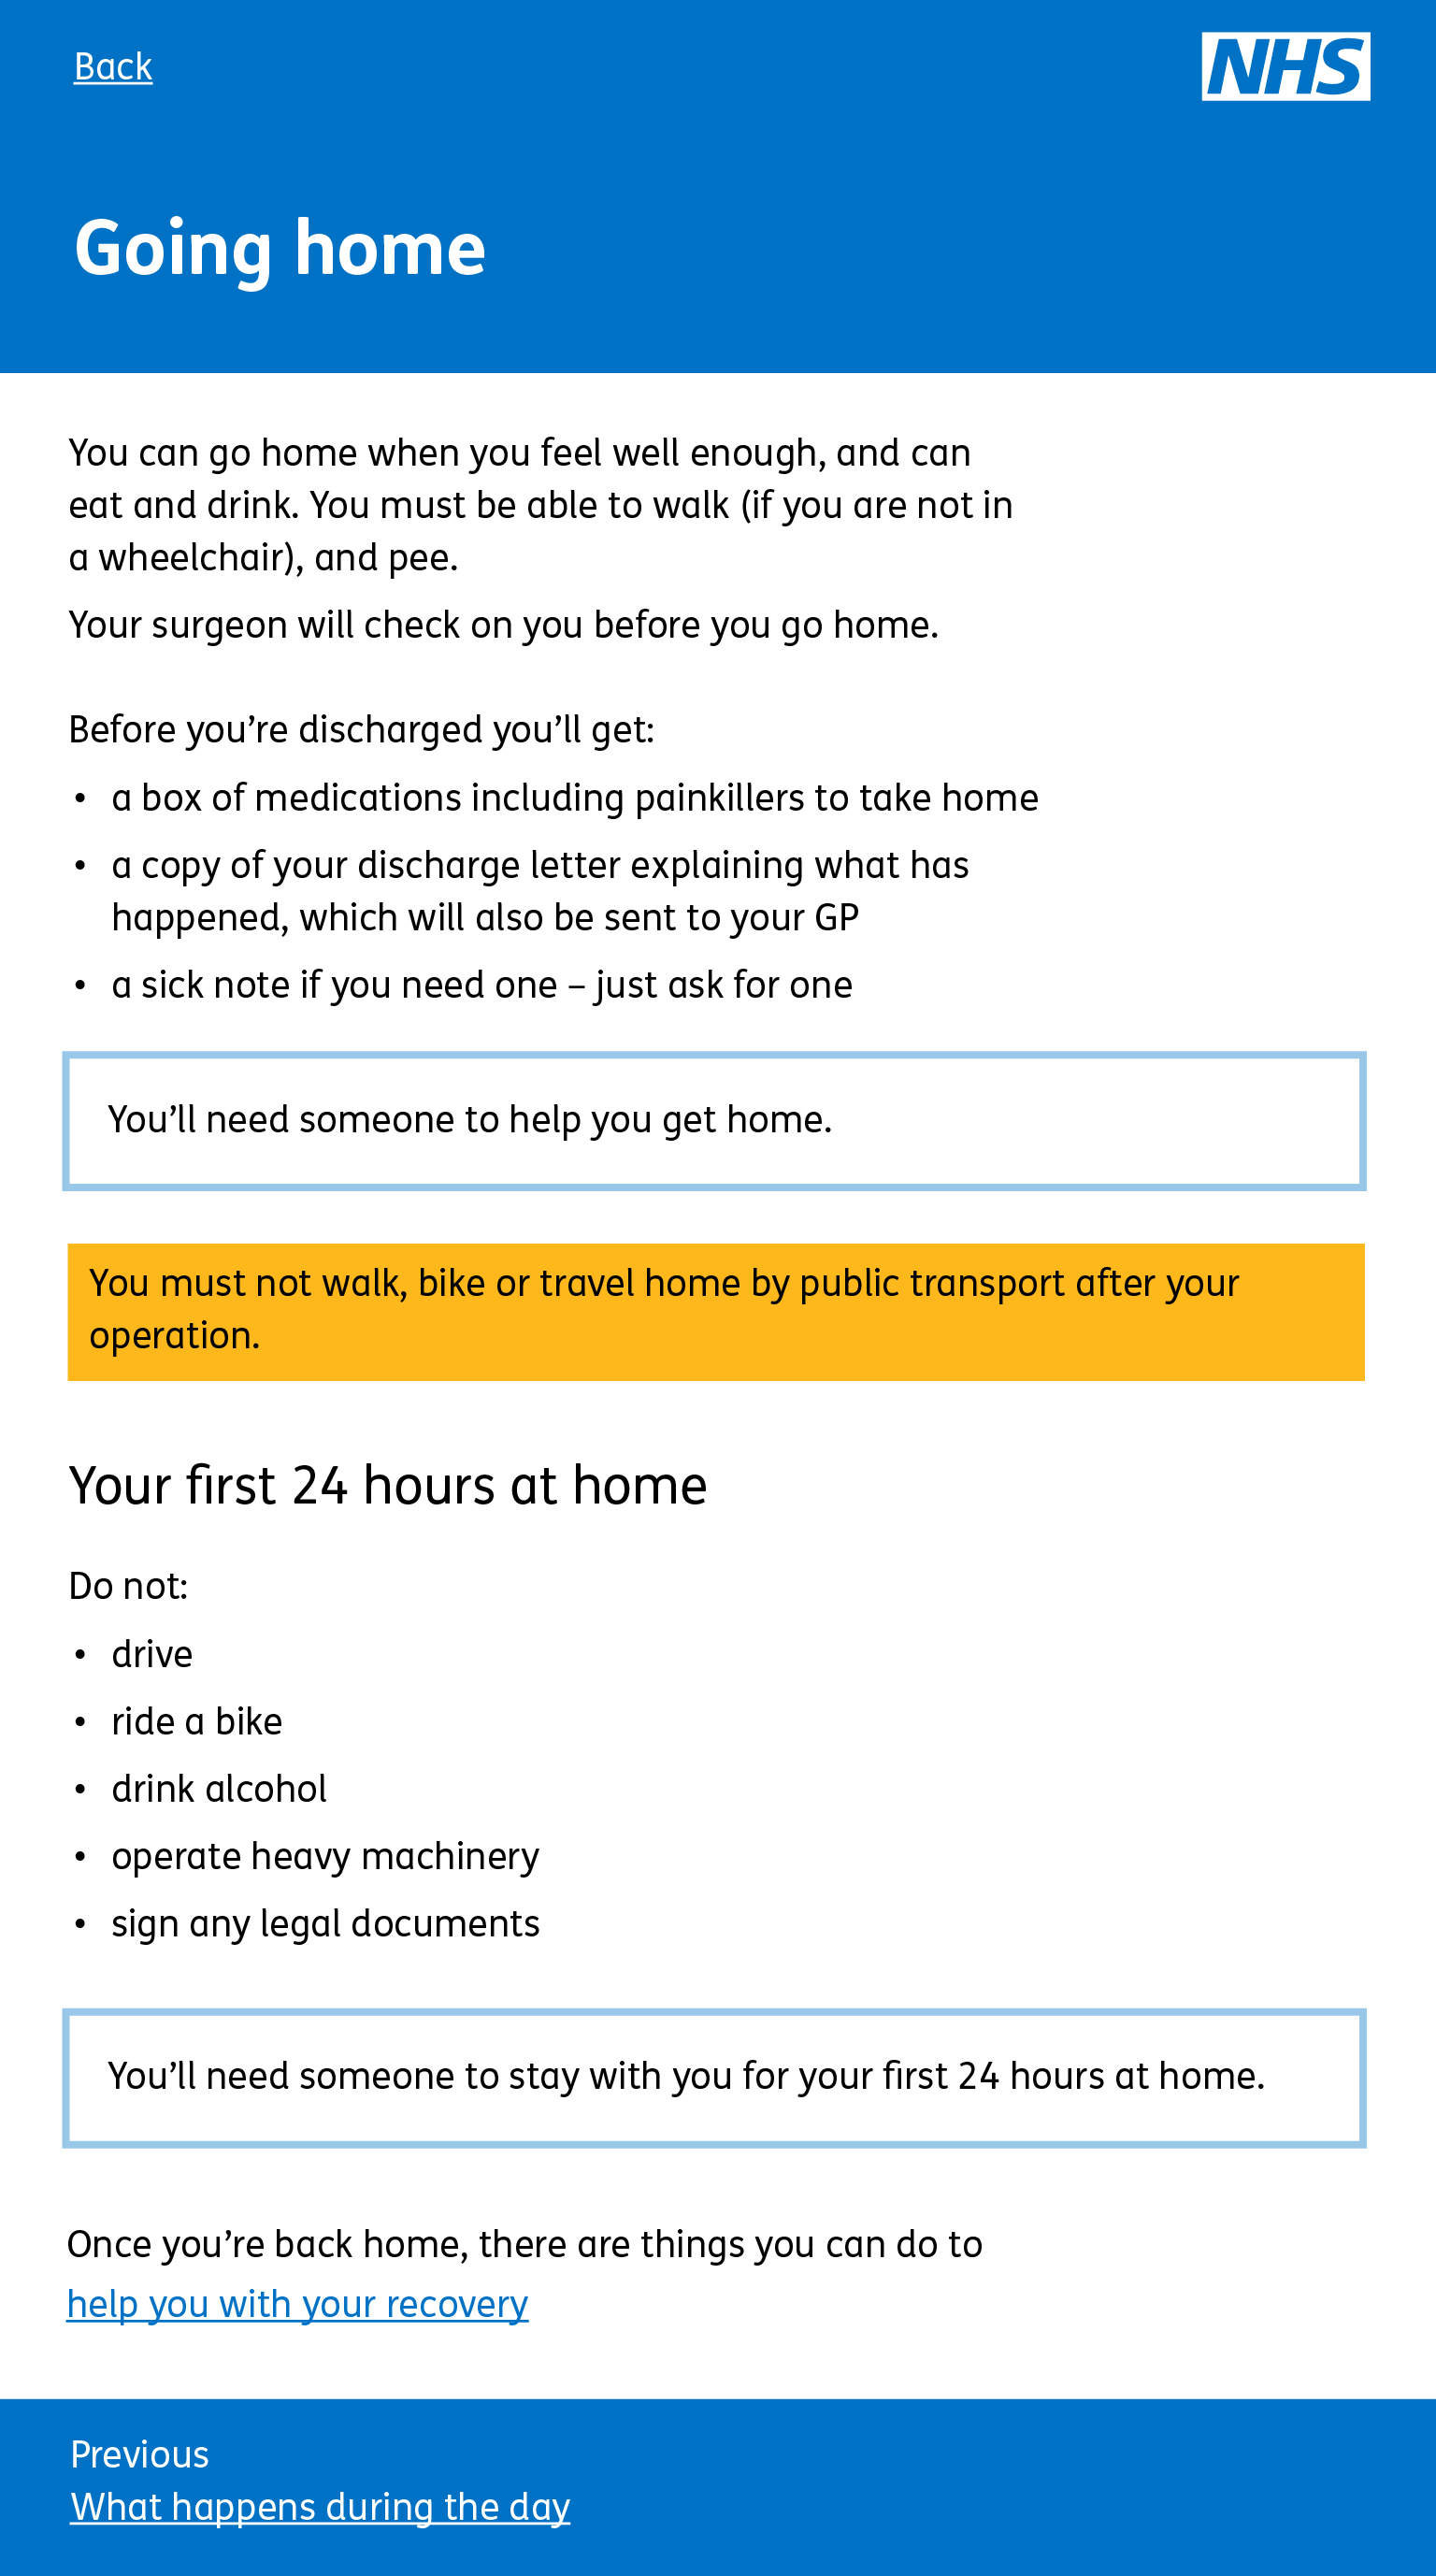 Back
NHS
Going home
You can go home when you feel well enough, and can
eat and drink. You must be able to walk (if you are not in
a wheelchair), and pee.
Your surgeon will check on you before you go home.
Before you’re discharged you’ll get:
• a box of medications including painkillers to take home
• a copy of your discharge letter explaining what has
happened, which will also be sent to your GP
• a sick note if you need one – just ask for one
You’ll need someone to help you get home.
You must not walk, bike or travel home by public transport after your
operation.
Your first 24 hours at home
Do not:
• drive
• ride a bike
• drink alcohol
• operate heavy machinery
• sign any legal documents
You’ll need someone to stay with you for your first 24 hours at home.
Once you’re back home, there are things you can do to
help you with your recovery
Previous
What happens during the day